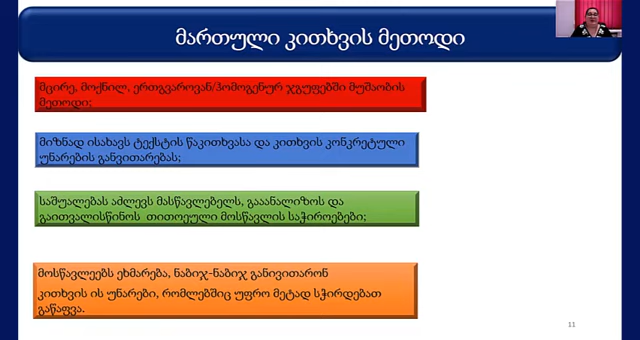 მართული კითხვის მეთოდი
მცირე, მოქნილ, ერთგვაროვან/ჰომოგენურ ჯგუფებში მუშაობის
მეთოდი;
მიზნად ისახავს ტექსტის წაკითხვასა და კითხვის კონკრეტული
უნარების განვითარებას;
საშუალებას აძლევს მასწავლებელს, გააანალიზოს და
გაითვალისწინოს თითოეული მოსწავლის საჭიროებები;
მოსწავლეებს ეხმარება, ნაბიჯ-ნაბიჯ განივითარონ
კითხვის ის უნარები, რომლებშიც უფრო მეტად სჭირდებათ
გაწაფვა.
11